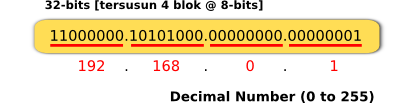 32-bits [tersusun 4 blok @ 8-bits]
11000000.10101000.00000000.00000001
192 . 168 . 0 . 1
Decimal Number (0 to 255)